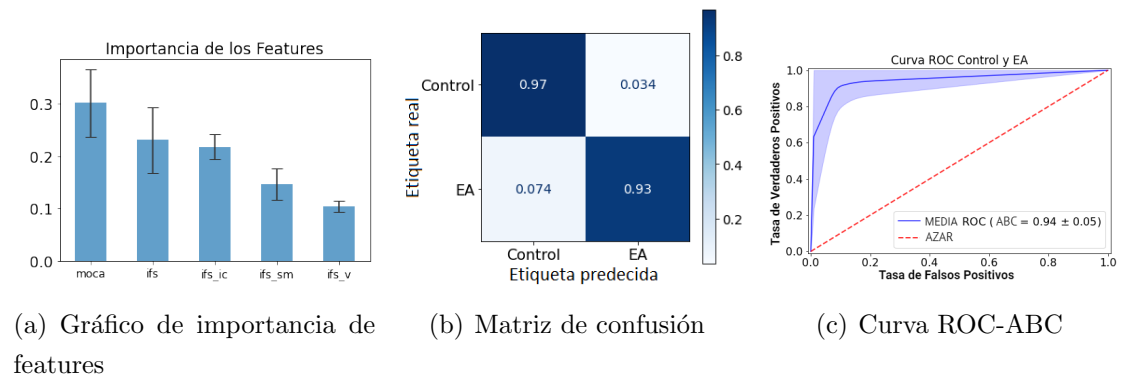 Importancia de los Features
0.3
0.2
0.1
0.0
moca ifs ifs_ic ifs_sm ifs_v
Etiqueta real
Control
EA
0.97 0.034
0.074 0.93
Control EA
Etiqueta predecida
0.8
0.6
0.4
0.2
Curva ROC Control y EA
Tasa de Verdaderos Positivos
1.0
0.8
0.6
0.4
0.2
0.0
MEDIA ROC ( ABC = 0.94 ± 0.05)
AZAR
0.0 0.2 0.4 0.6 0.8 1.0
Tasa de Falsos Positivos
(a) Gráfico de importancia de
features
(b) Matriz de confusión
(c) Curva ROC-ABC